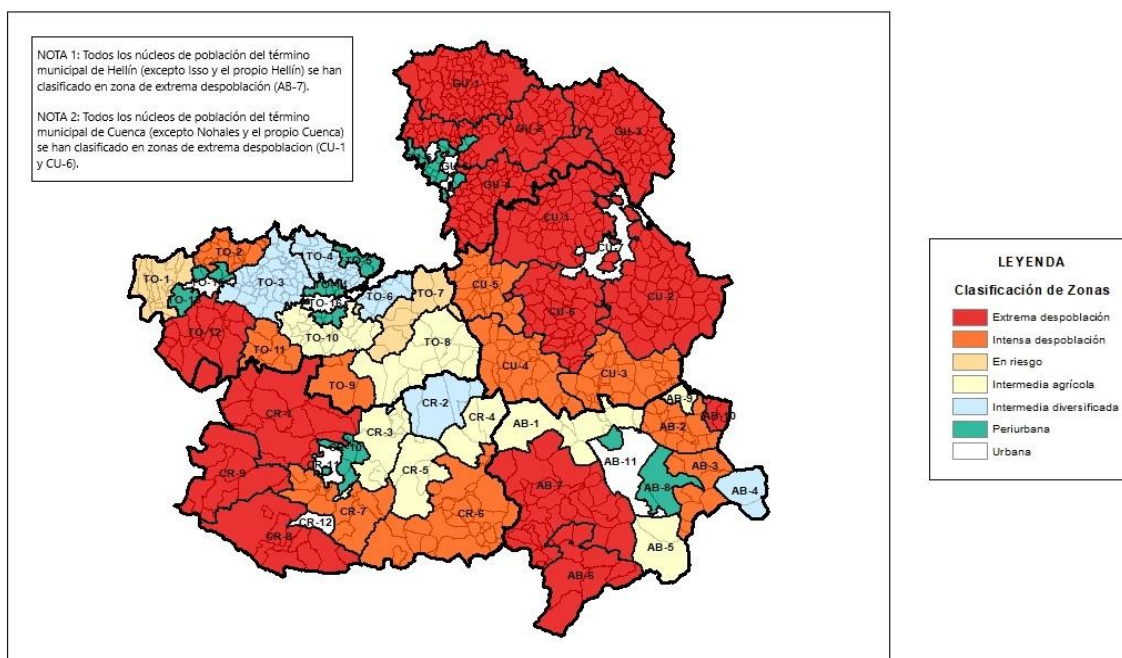 NOTA 1: Todos los núcleos de población del término
municipal de Hellín (excepto Isso y el propio Hellín) se han
clasificado en zona de extrema despoblación (AB-7).
NOTA 2: Todos los núcleos de población del término
municipal de Cuenca (excepto Nohales y el propio Cuenca)
se han clasificado en zonas de extrema despoblacion (CU-1
y CU-6).
GU-1
GU-2
GU-3
GU-4
CU-1
CU-7
CU-2
CU-5
CU-6
CU-4
CU-3
TO-1
TO-2
TO-3
TO-4
TO-5
TO-6
TO-7
TO-8
TO-9
TO-10
TO-11
TO-12
CR-1
CR-2
CR-3
CR-4
CR-5
CR-6
CR-7
CR-8
CR-9
CR-10
CR-11
CR-12
AB-1
AB-2
AB-3
AB-4
AB-5
AB-6
AB-7
AB-8
AB-9
AB-10
AB-11
LEYENDA
Clasificación de Zonas
Extrema despoblación
Intensa despoblación
En riesgo
Intermedia agrícola
Intermedia diversificada
Periurbana
Urbana